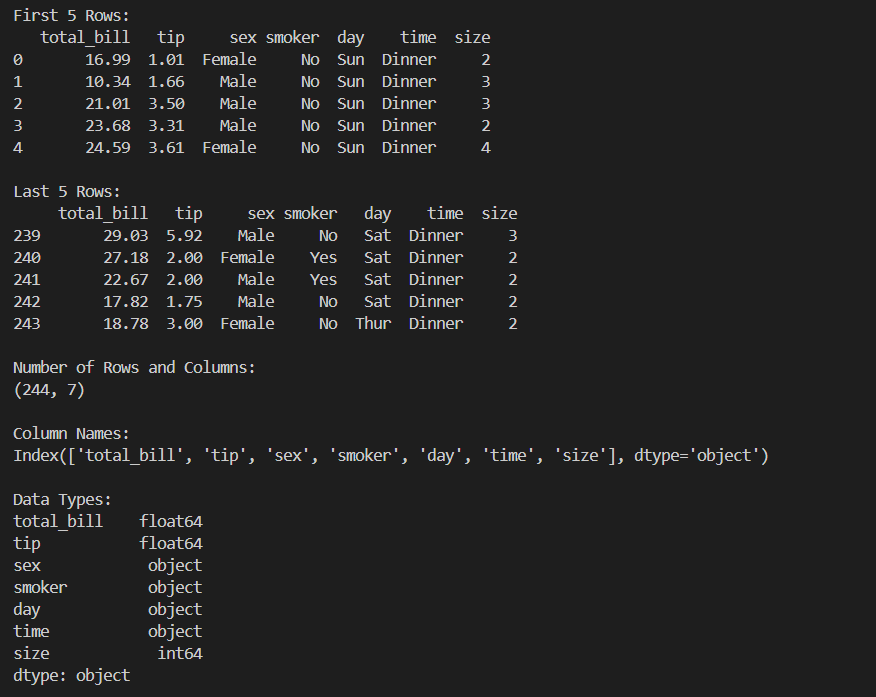 First 5 Rows:
   total_bill   tip     sex smoker  day    time  size
0       16.99  1.01  Female     No  Sun  Dinner     2
1       10.34  1.66    Male     No  Sun  Dinner     3
2       21.01  3.50    Male     No  Sun  Dinner     3
3       23.68  3.31    Male     No  Sun  Dinner     2
4       24.59  3.61  Female     No  Sun  Dinner     4

Last 5 Rows:
     total_bill   tip     sex smoker   day    time  size
239       29.03  5.92    Male     No   Sat  Dinner     3
240       27.18  2.00  Female    Yes   Sat  Dinner     2
241       22.67  2.00    Male    Yes   Sat  Dinner     2
242       17.82  1.75    Male     No   Sat  Dinner     2
243       18.78  3.00  Female     No  Thur  Dinner     2

Number of Rows and Columns:
(244, 7)

Column Names:
Index(['total_bill', 'tip', 'sex', 'smoker', 'day', 'time', 'size'], dtype='object')

Data Types:
total_bill    float64
tip           float64
sex            object
smoker         object
day            object
time           object
size            int64
dtype: object